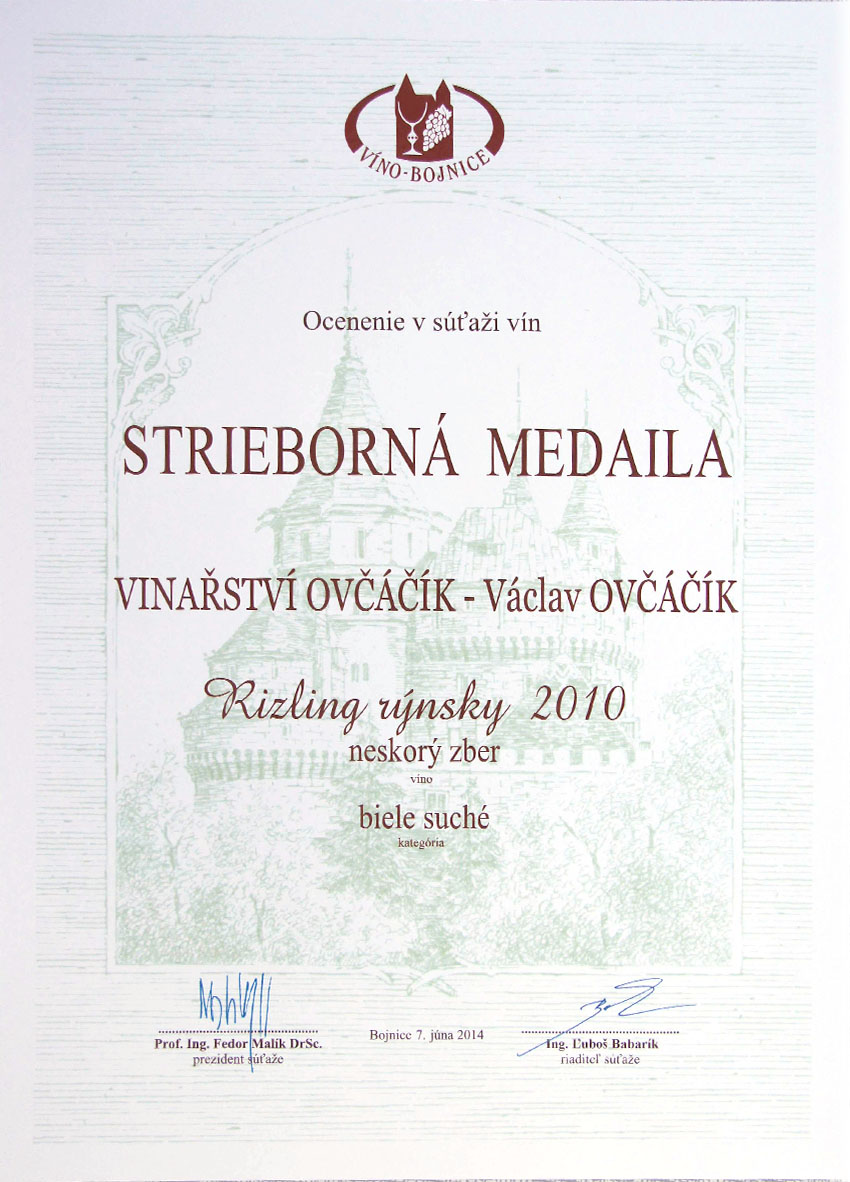 VÍNO-BOJNICE
Ocenenie v súťaži vín
STRIEBORNÁ MEDAILA
VINAŘSTVÍ OVČÁČÍK - Václav OVČÁČÍK
Rizling rýnsky 2010
neskorý zber
víno
biele suché
kategória
Prof. Ing. Fedor Malík DrSc.
prezident súťaže
Bojnice 7. júna 2014
Ing. Ľuboš Babarík
riaditeľ súťaže